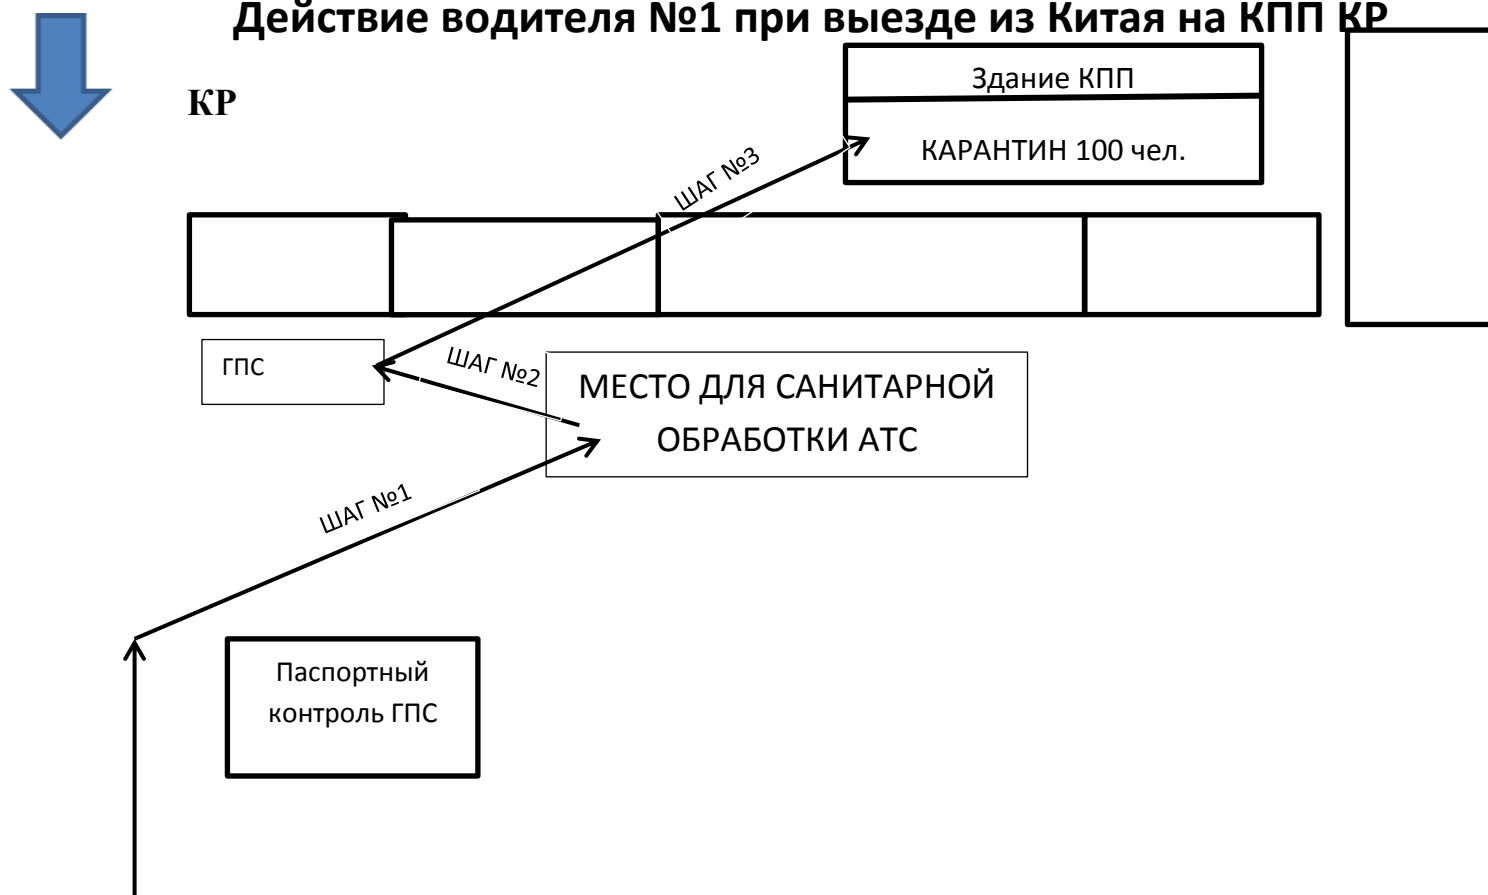 Действие водителя №1 при выезде из Китая на КПП КР
Здание КПП
КР
КАРАНТИН 100 чел.
ШАГ №3
ГПС
ШАГ №2
МЕСТО ДЛЯ САНИТАРНОЙ
ОБРАБОТКИ АТС
ШАГ №1
Паспортный
контроль ГПС